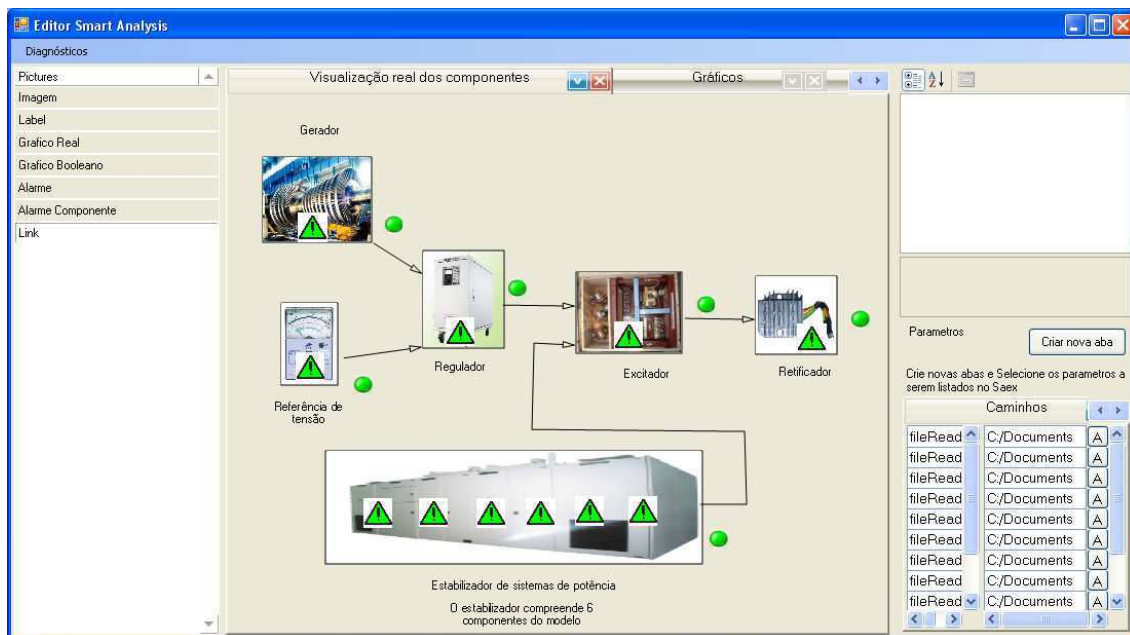 Editor Smart Analysis
Diagnósticos
Pictures
Imagem
Label
Grafico Real
Grafico Booleano
Alarme
Alarme Componente
Link
Visualização real dos componentes
Gráficos
Gerador
Regulador
Excitador
Retificador
Referência de
tensão
Estabilizador de sistemas de potência
O estabilizador compreende 6
componentes do modelo
Parametros
Criar nova aba
Crie novas abas e Selecione os parametros a
serem listados no Saex
Caminhos
fileRead C:/Documents A
fileRead C:/Documents A
fileRead C:/Documents A
fileRead C:/Documents A
fileRead C:/Documents A
fileRead C:/Documents A
fileRead C:/Documents A
fileRead C:/Documents A
fileRead C:/Documents A